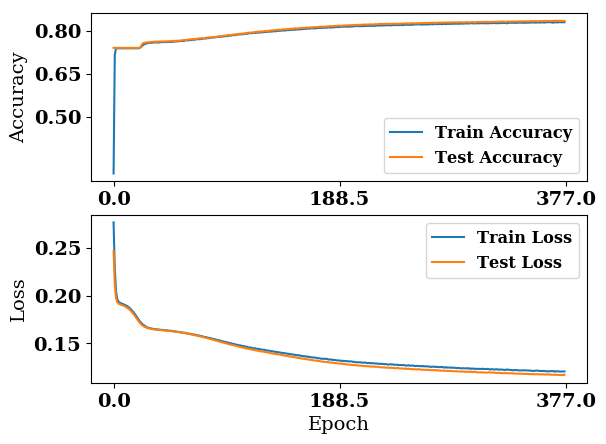 0.80
0.65
0.50
Accuracy
Train Accuracy
Test Accuracy
0.0 188.5 377.0
0.25
0.20
0.15
Loss
Train Loss
Test Loss
0.0 188.5 377.0
Epoch